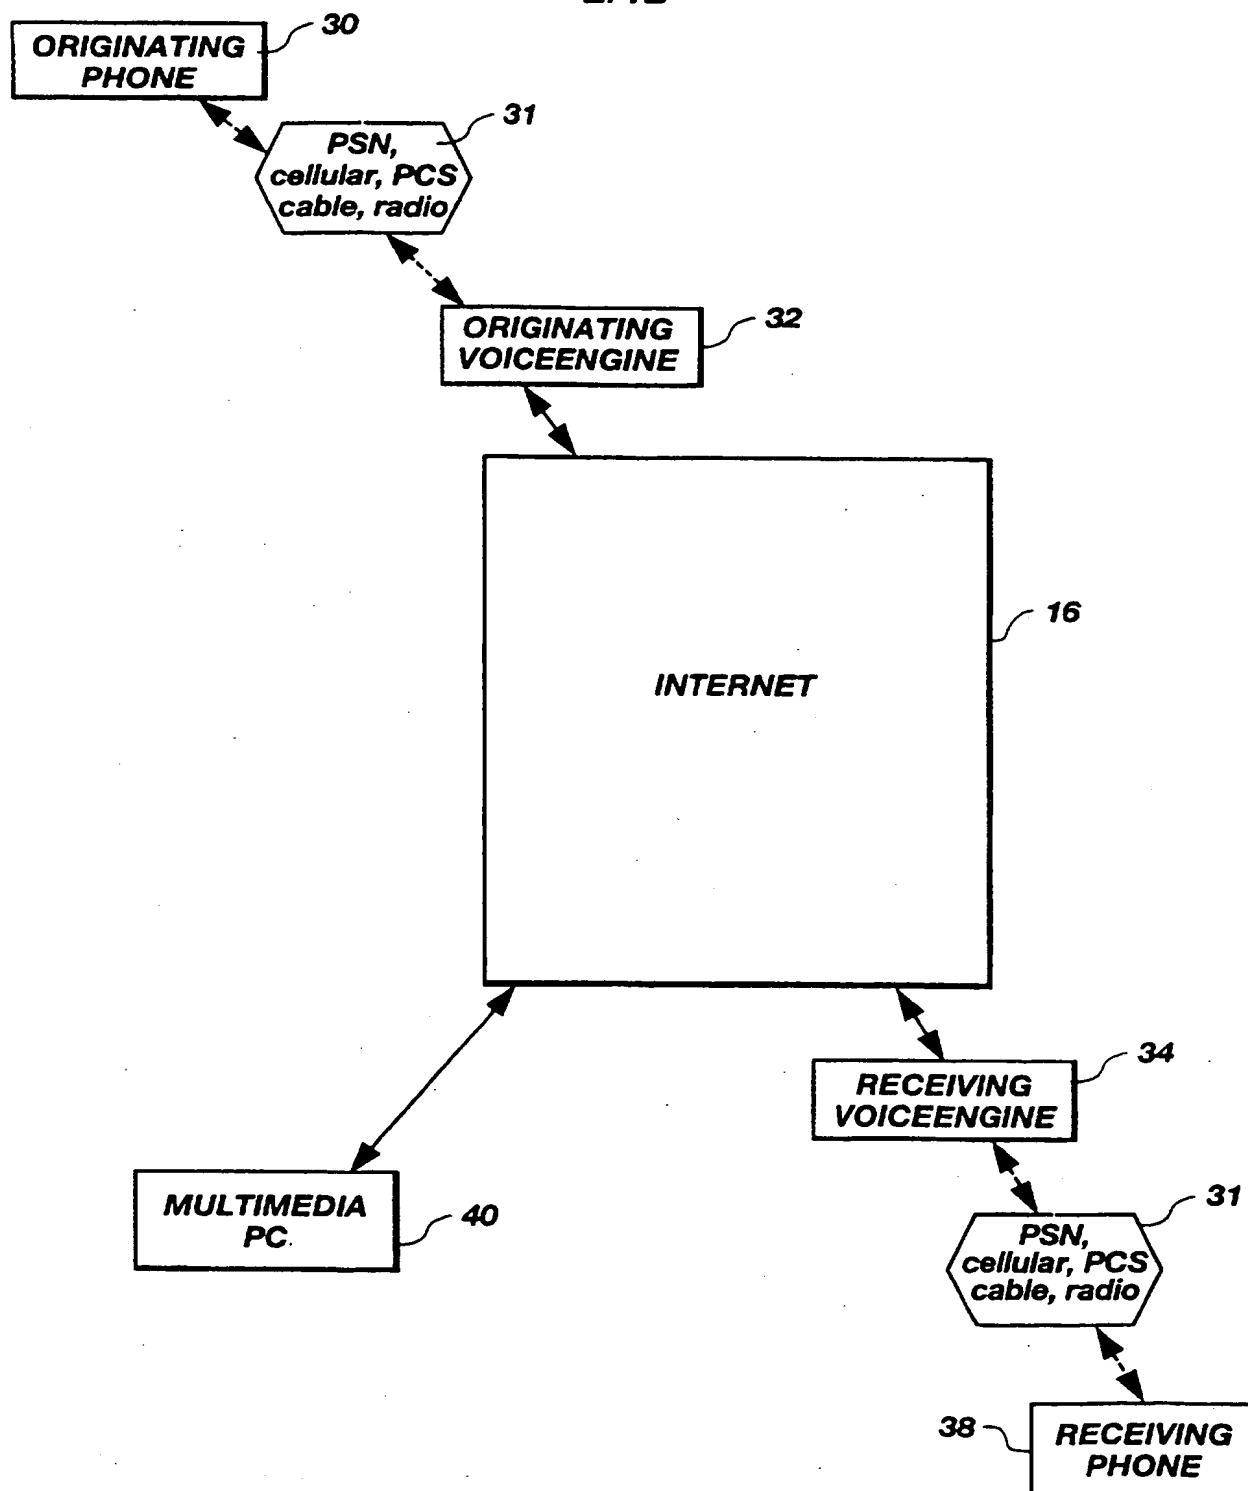 30
ORIGINATING
PHONE
31
PSN,
cellular, PCS
cable, radio
32
ORIGINATING
VOICEENGINE
16
INTERNET
34
RECEIVING
VOICEENGINE
MULTIMEDIA
PC.
40
31
PSN,
cellular, PCS
cable, radio
38
RECEIVING
PHONE